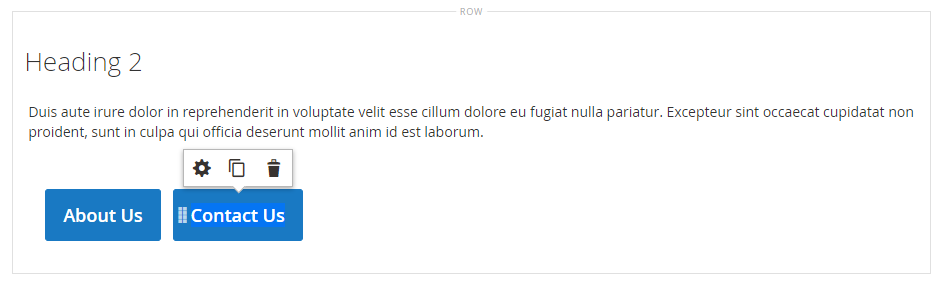 ROW
Heading 2
Duis aute irure dolor in reprehenderit in voluptate velit esse cillum dolore eu fugiat nulla pariatur. Excepteur sint occaecat cupidatat non
proident, sunt in culpa qui officia deserunt mollit anim id est laborum.
About Us
Contact Us